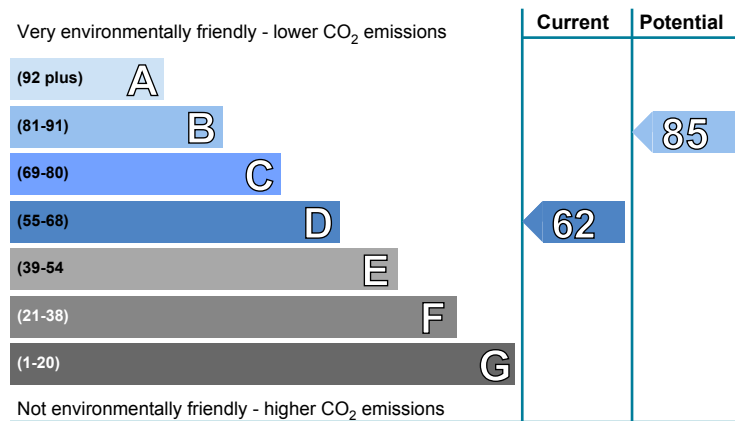 Very environmentally friendly - lower CO₂ emissions
Current
Potential
(92 plus) A
(81-91) B
85
(69-80) C
(55-68) D
62
(39-54 E
(21-38) F
(1-20) G
Not environmentally friendly - higher CO₂ emissions